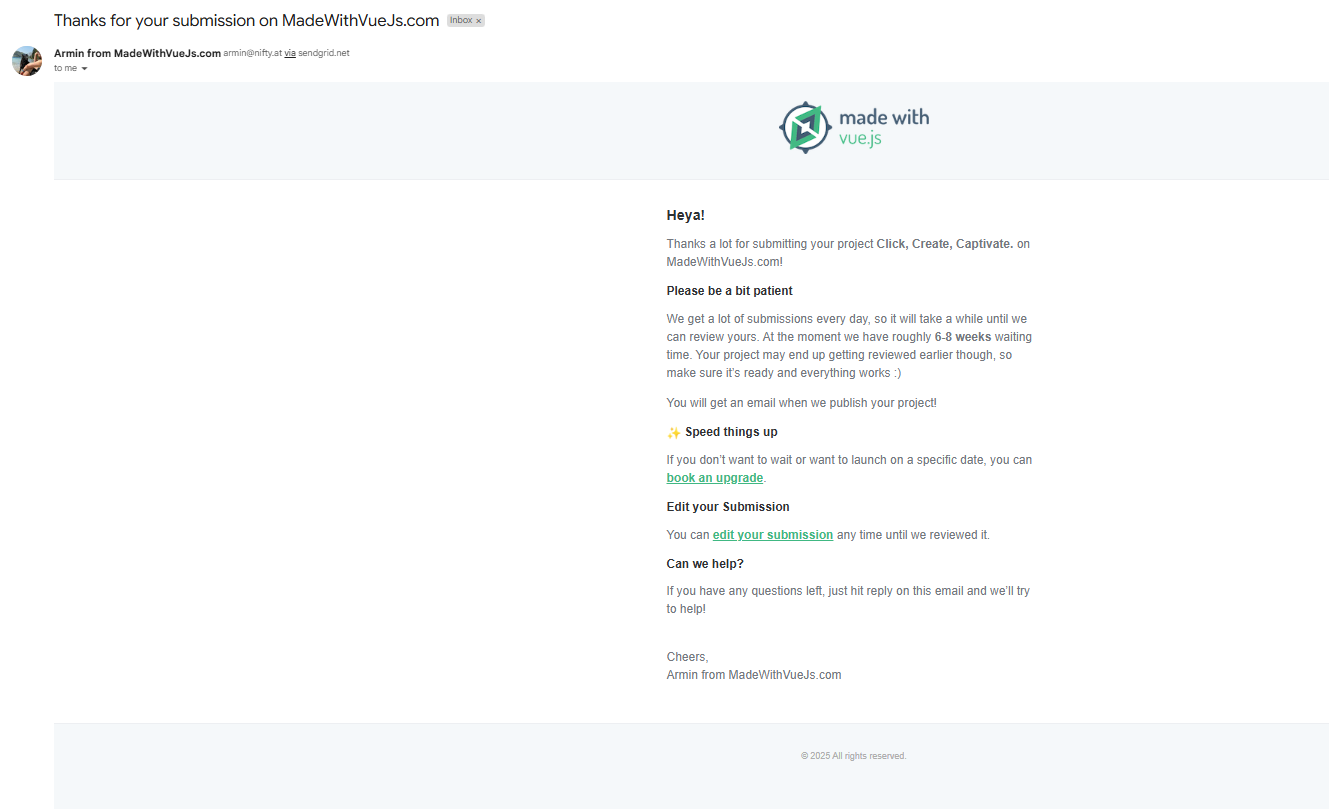 Thanks for your submission on MadeWithVueJs.com Inbox x
Armin from MadeWithVueJs.com armin@nifty.at via sendgrid.net
to me
made with
vue.js
Heya!
Thanks a lot for submitting your project Click, Create, Captivate. on
MadeWithVueJs.com!
Please be a bit patient
We get a lot of submissions every day, so it will take a while until we
can review yours. At the moment we have roughly 6-8 weeks waiting
time. Your project may end up getting reviewed earlier though, so
make sure it's ready and everything works :)
You will get an email when we publish your project!
✨ Speed things up
If you don't want to wait or want to launch on a specific date, you can
book an upgrade.
Edit your Submission
You can edit your submission any time until we reviewed it.
Can we help?
If you have any questions left, just hit reply on this email and we'll try
to help!
Cheers,
Armin from MadeWithVueJs.com
© 2025 All rights reserved.